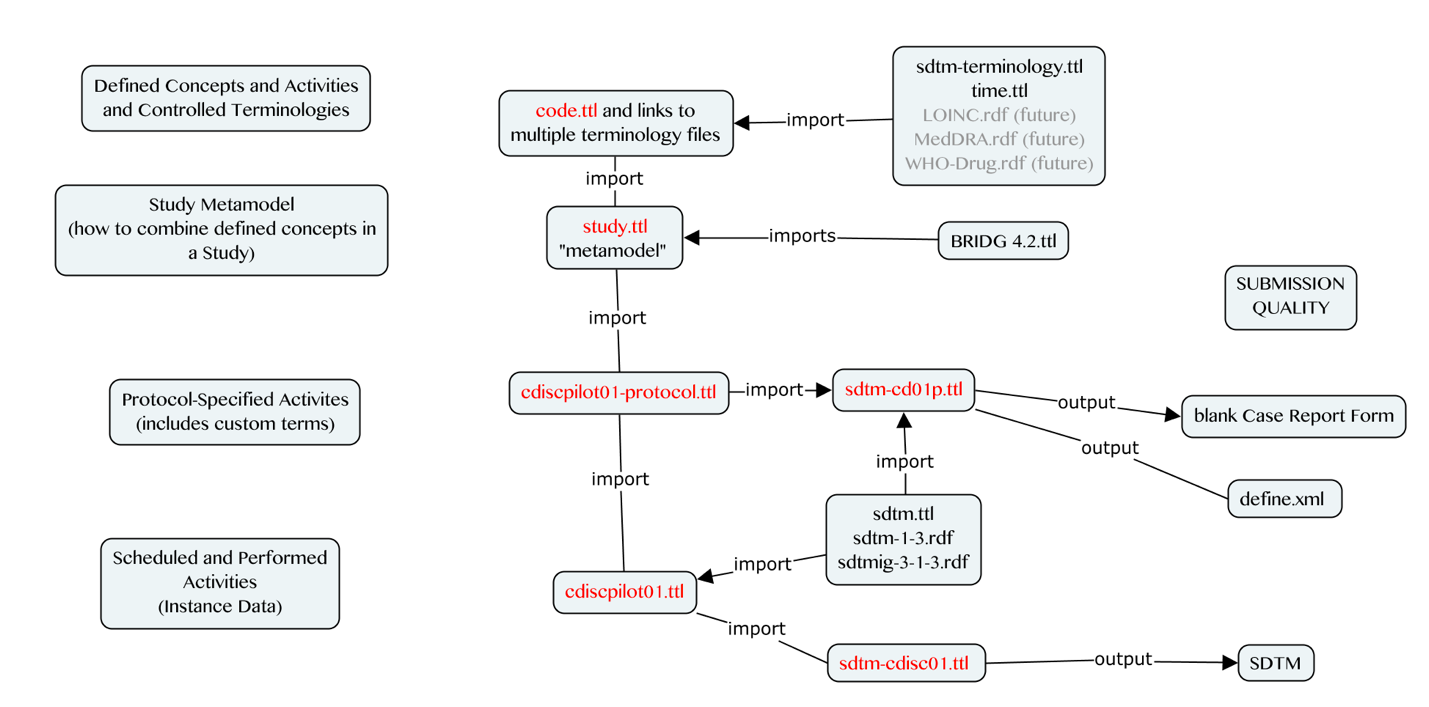 Defined Concepts and Activities
and Controlled Terminologies
code.ttl and links to
multiple terminology files
import
sdtm-terminology.ttl
time.ttl
LOINC.rdf (future)
MedDRA.rdf (future)
WHO-Drug.rdf (future)
import
Study Metamodel
(how to combine defined concepts in
a Study)
study.ttl
"metamodel"
imports
BRIDG 4.2.ttl
SUBMISSION
QUALITY
import
Protocol-Specified Activites
(includes custom terms)
cdiscpilot01-protocol.ttl
import
sdtm-cd01p.ttl
output
blank Case Report Form
output
define.xml
import
import
sdtm.ttl
sdtm-1-3.rdf
sdtmig-3-1-3.rdf
Scheduled and Performed
Activities
(Instance Data)
import
cdiscpilot01.ttl
import
sdtm-cdisc01.ttl
output
SDTM